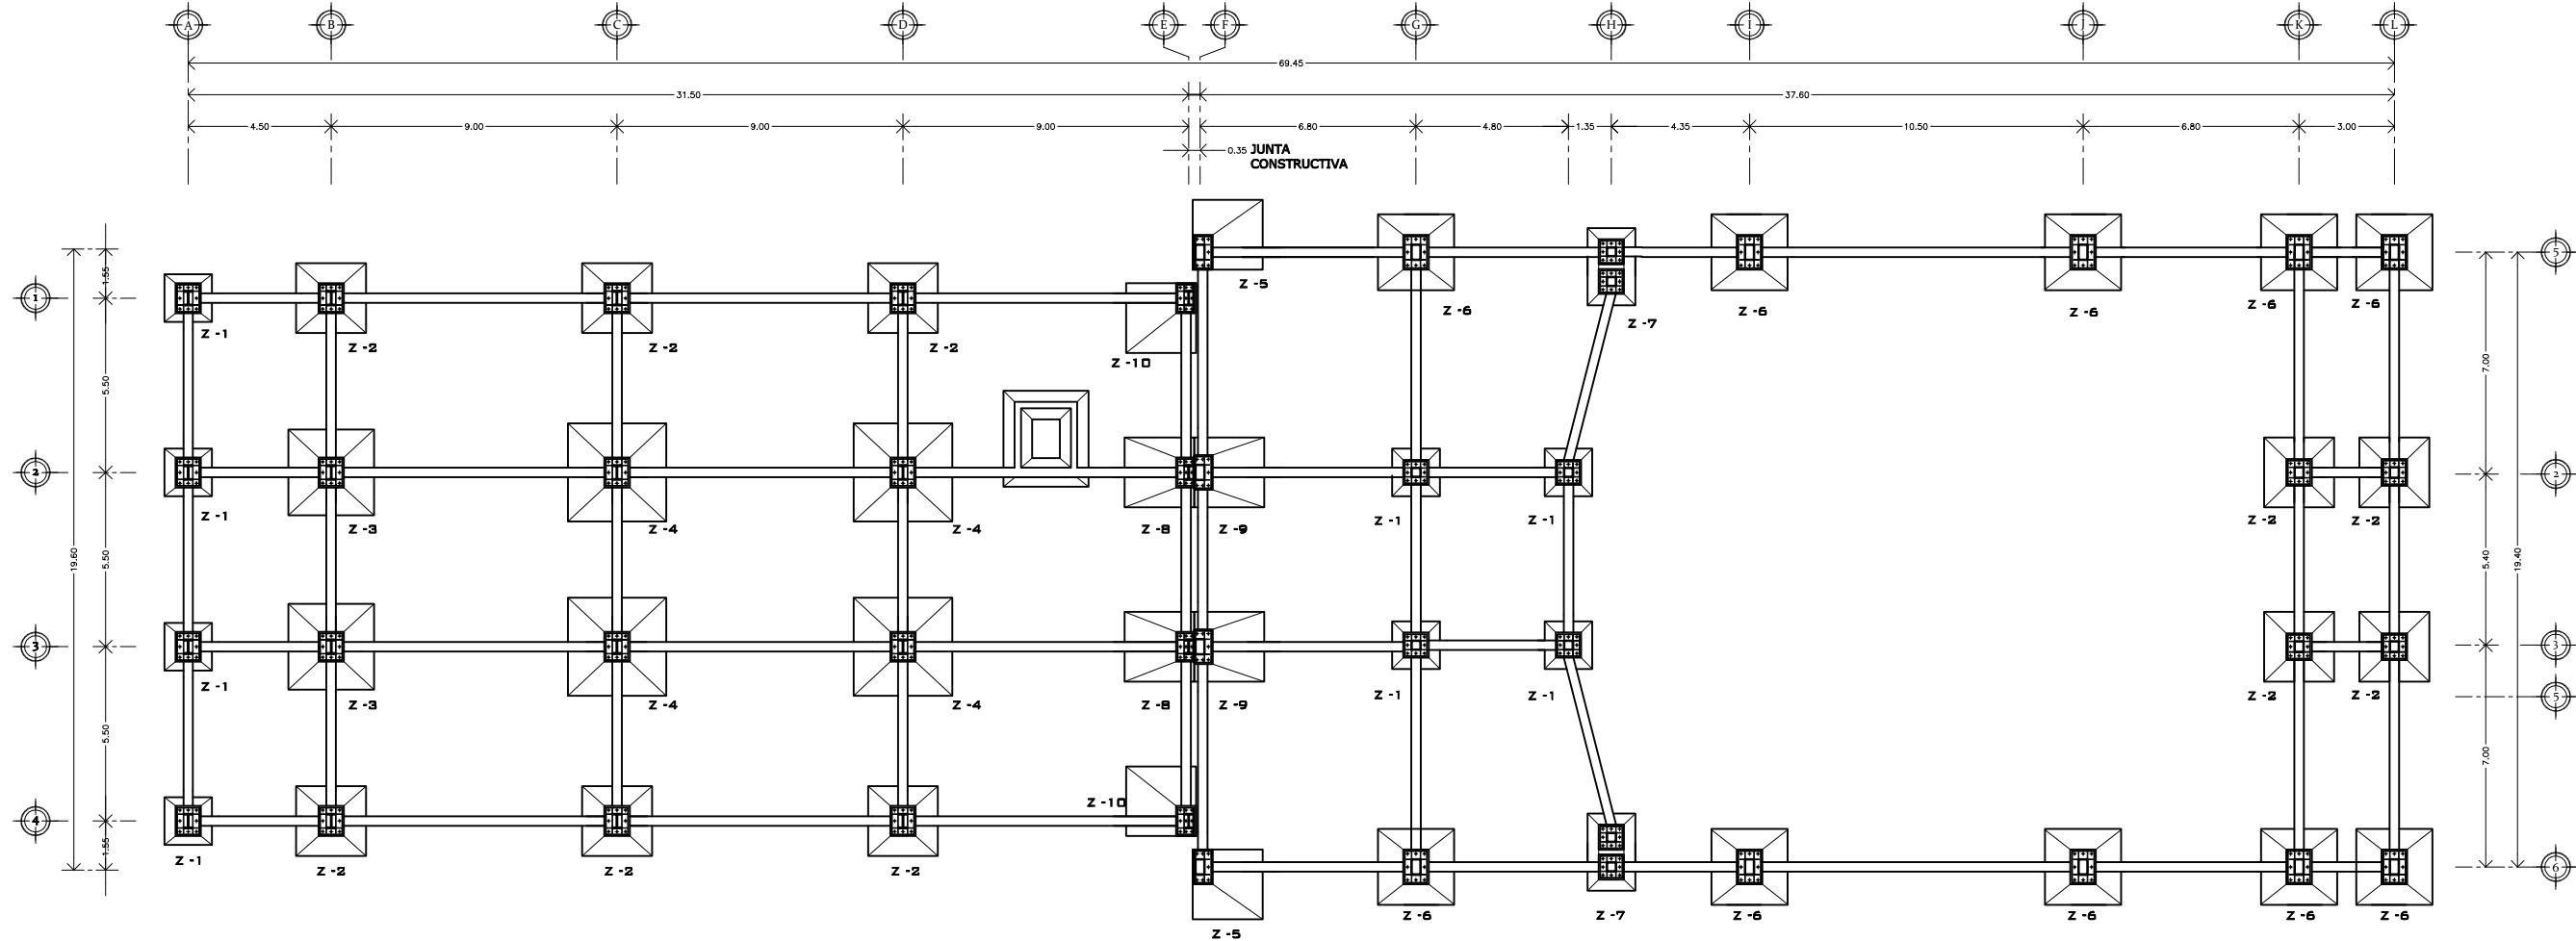 A B C D E F G H I J K L
69.45
31.50 37.60
4.50 9.00 9.00 9.00 6.80 4.80 1.35 4.35 10.50 6.80 3.00
0.35 JUNTA
CONSTRUCTIVA
1.55 5
Z -5
1 Z -6 Z -6 Z -6 Z -6 Z -6
Z -1 Z -7
Z -2 Z -2 Z -2
Z -10 5.50 7.00
2 2
Z -1 Z -1 Z -1 Z -2 Z -2
Z -3 Z -4 Z -4 Z -8 Z -9
19.60 5.50 5.40 19.40
3 3
Z -1 Z -1 Z -1 Z -2 Z -2
5
Z -3 Z -4 Z -4 Z -8 Z -9
5.50 7.00
Z -10
4
1.55 Z -1 6
Z -2 Z -2 Z -2
Z -6 Z -7 Z -6 Z -6 Z -6 Z -6
Z -5